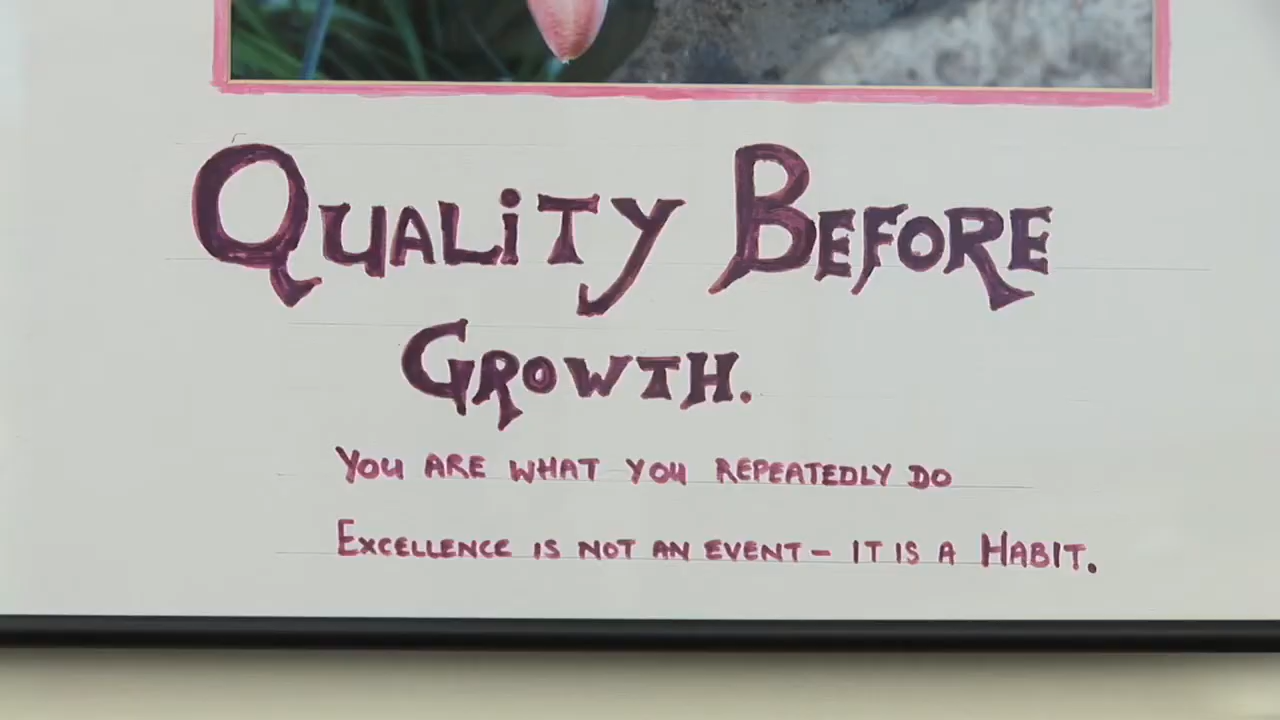 QUALiTY BEFORE
GROWTH.
YOU ARE WHAT YOU REPEATEDLY DO
EXCELLENCE IS NOT AN EVENT - IT IS A HABIT.